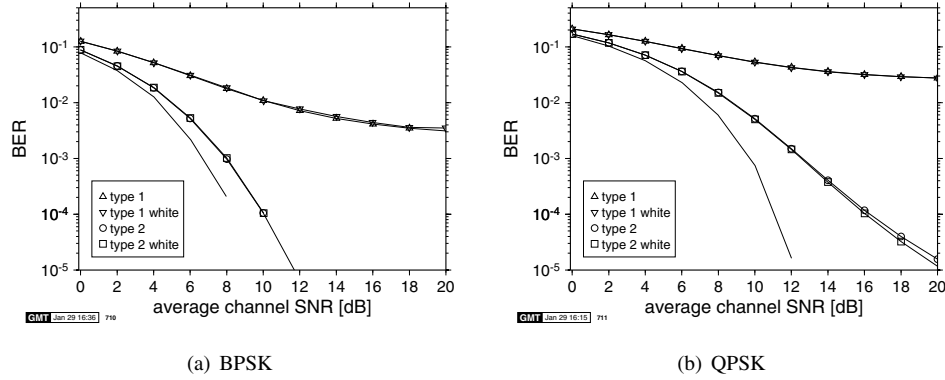 10⁻¹
10⁻²
10⁻³
10⁻⁴
10⁻⁵
BER
type 1
type 1 white
type 2
type 2 white
0 2 4 6 8 10 12 14 16 18 20
average channel SNR [dB]
GMT Jan 29 16:36 710
(a) BPSK
10⁻¹
10⁻²
10⁻³
10⁻⁴
10⁻⁵
BER
type 1
type 1 white
type 2
type 2 white
0 2 4 6 8 10 12 14 16 18 20
average channel SNR [dB]
GMT Jan 29 16:15 711
(b) QPSK